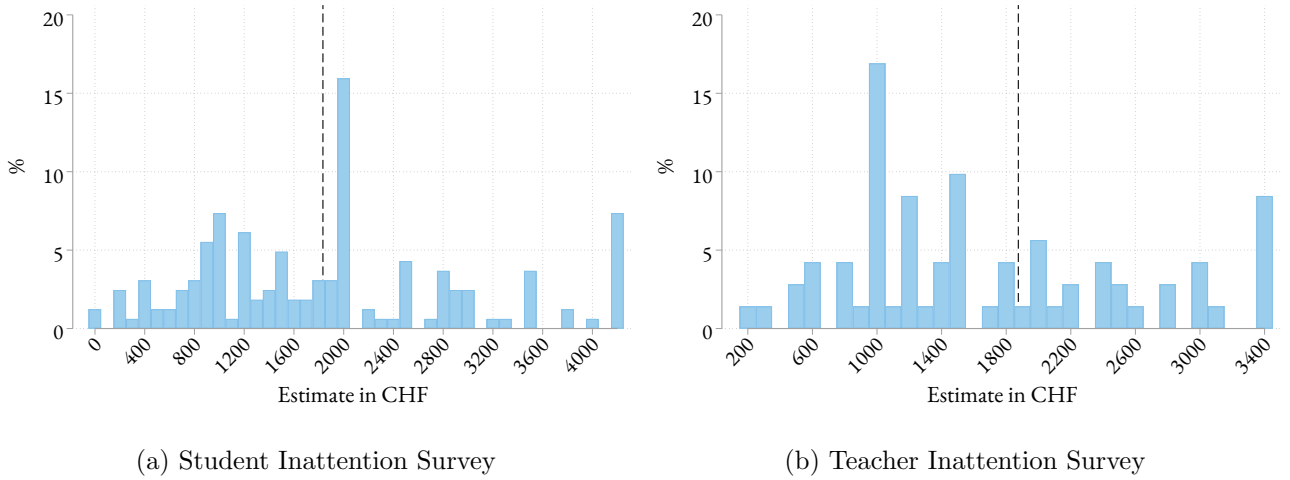 20
15
10
5
0
%
0 400 800 1200 1600 2000 2400 2800 3200 3600 4000
Estimate in CHF
(a) Student Inattention Survey
20
15
10
5
0
%
200 600 1000 1400 1800 2200 2600 3000 3400
Estimate in CHF
(b) Teacher Inattention Survey